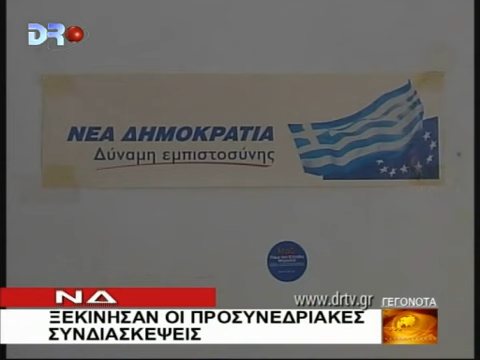 DR
ΝΕΑ ΔΗΜΟΚΡΑΤΙΑ
Δύναμη εμπιστοσύνης
ΝΔ
www.drtv.gr
ΓΕΓΟΝΟΤΑ
ΞΕΚΙΝΗΣΑΝ ΟΙ ΠΡΟΣΥΝΕΔΡΙΑΚΕΣ
ΣΥΝΔΙΑΣΚΕΨΕΙΣ